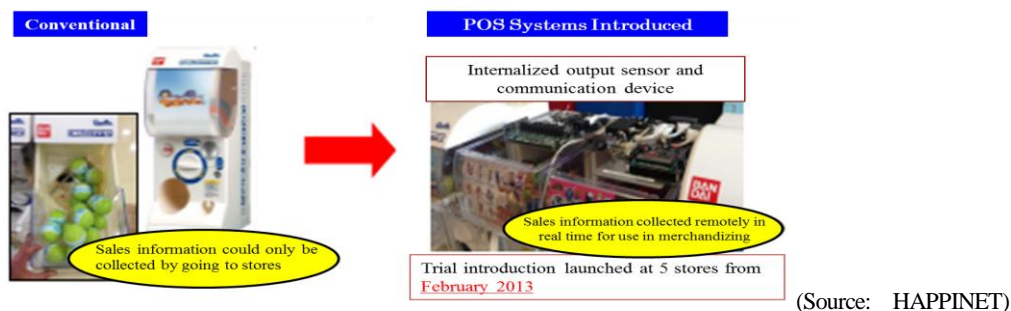 Conventional
Sales information could only be
collected by going to stores
POS Systems Introduced
Internalized output sensor and
communication device
BAN
DAI
Sales information collected remotely in
real time for use in merchandizing
Trial introduction launched at 5 stores from
February 2013
(Source: HAPPINET)